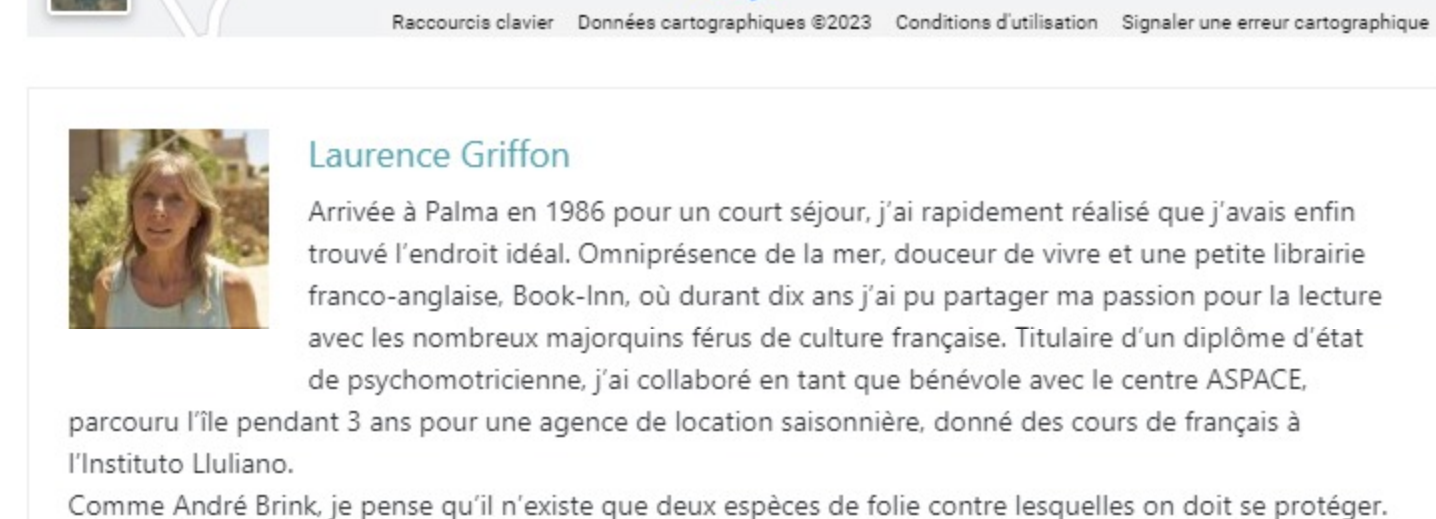 Raccourcis clavier Données cartographiques ©2023 Conditions d'utilisation Signaler une erreur cartographique
Laurence Griffon
Arrivée à Palma en 1986 pour un court séjour, j'ai rapidement réalisé que j'avais enfin
trouvé l'endroit idéal. Omniprésence de la mer, douceur de vivre et une petite librairie
franco-anglaise, Book-Inn, où durant dix ans j'ai pu partager ma passion pour la lecture
avec les nombreux majorquins férus de culture française. Titulaire d'un diplôme d'état
de psychomotricienne, j'ai collaboré en tant que bénévole avec le centre ASPACE,
parcouru l'île pendant 3 ans pour une agence de location saisonnière, donné des cours de français à
l'Instituto Lluliano.
Comme André Brink, je pense qu'il n'existe que deux espèces de folie contre lesquelles on doit se protéger.